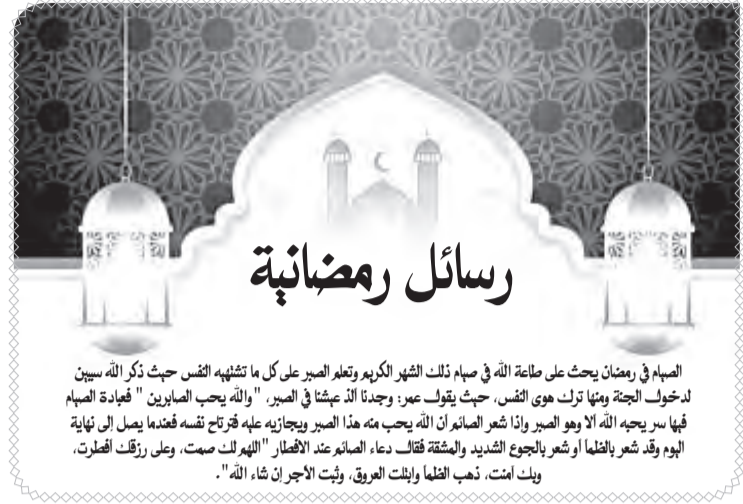 رسائل رمضانية
الصيام في رمضان يحث على طاعة الله في صيام ذلك الشهر الكريم وتعلم الصبر على كل ما تشتهيه النفس حيث ذكر الله سببين
لدخول الجنة ومنها ترك هوى النفس، حيث يقول عمر: وجدنا ألذ عيشنا في الصبر، "والله يحب الصابرين " فعبادة الصيام
فيها سر يحبه الله ألا وهو الصبر وإذا شعر الصائم أن الله يحب منه هذا الصبر ويجازيه عليه فترتاح نفسه فعندما يصل إلى نهاية
اليوم وقد شعر بالظمأ أو شعر بالجوع الشديد والمشقة فقال دعاء الصائم عند الافطار "اللهم لك صمت، وعلى رزقك أفطرت،
وبك آمنت، ذهب الظمأ وابتلت العروق، وثبت الأجر إن شاء الله".